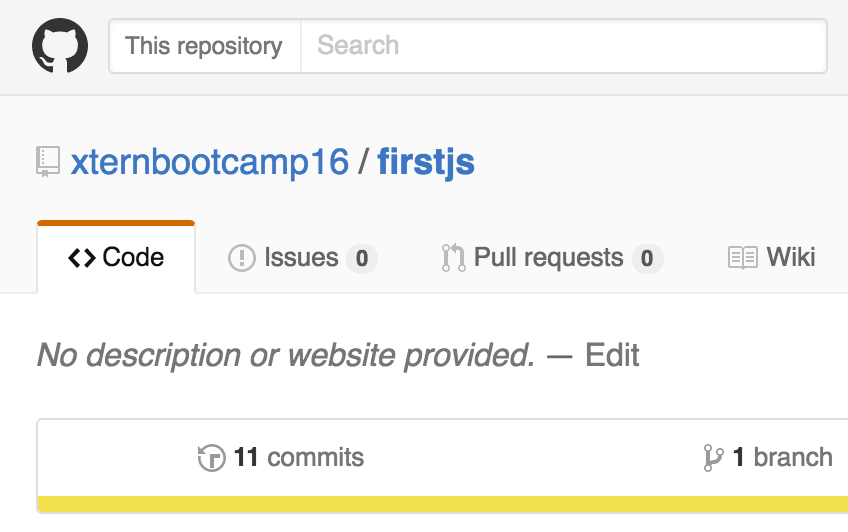 This repository Search
xternbootcamp16 / firstjs
Code Issues 0 Pull requests 0 Wiki
No description or website provided. — Edit
11 commits 1 branch